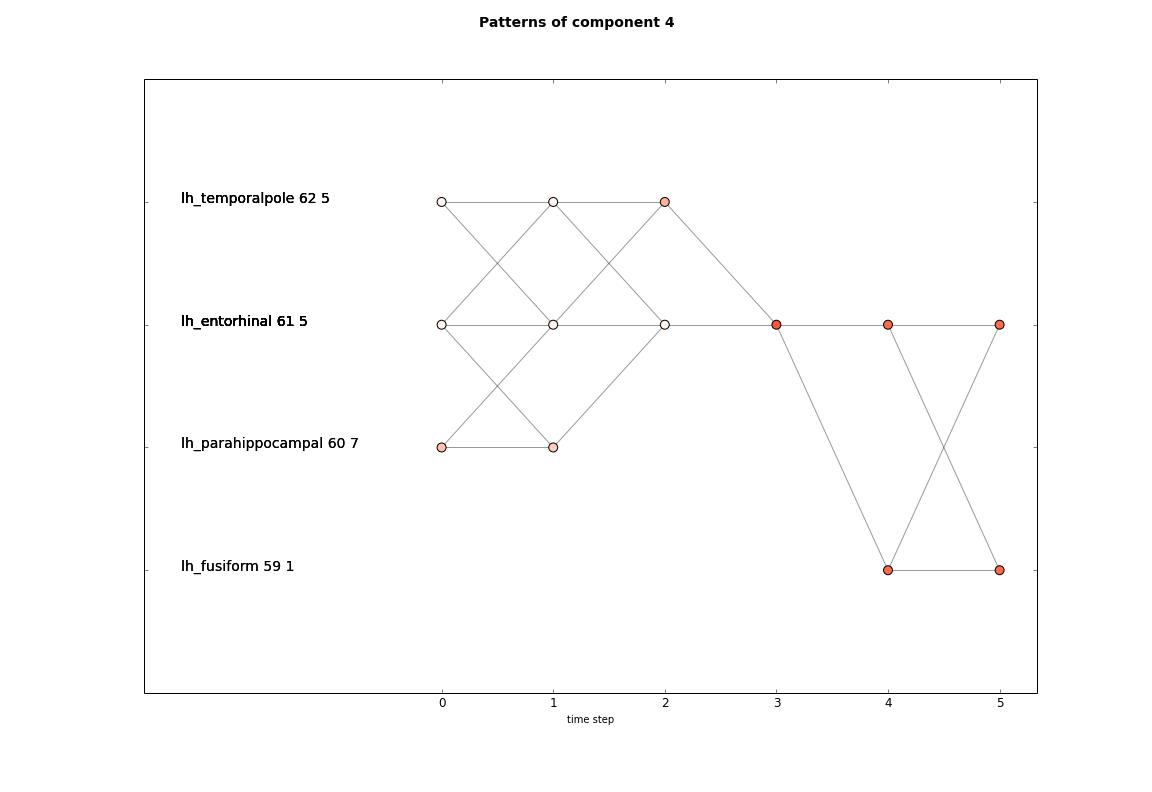 Patterns of component 4
lh_temporalpole 62 5
lh_entorhinal 61 5
lh_parahippocampal 60 7
lh_fusiform 59 1
0 1 2 3 4 5
time step